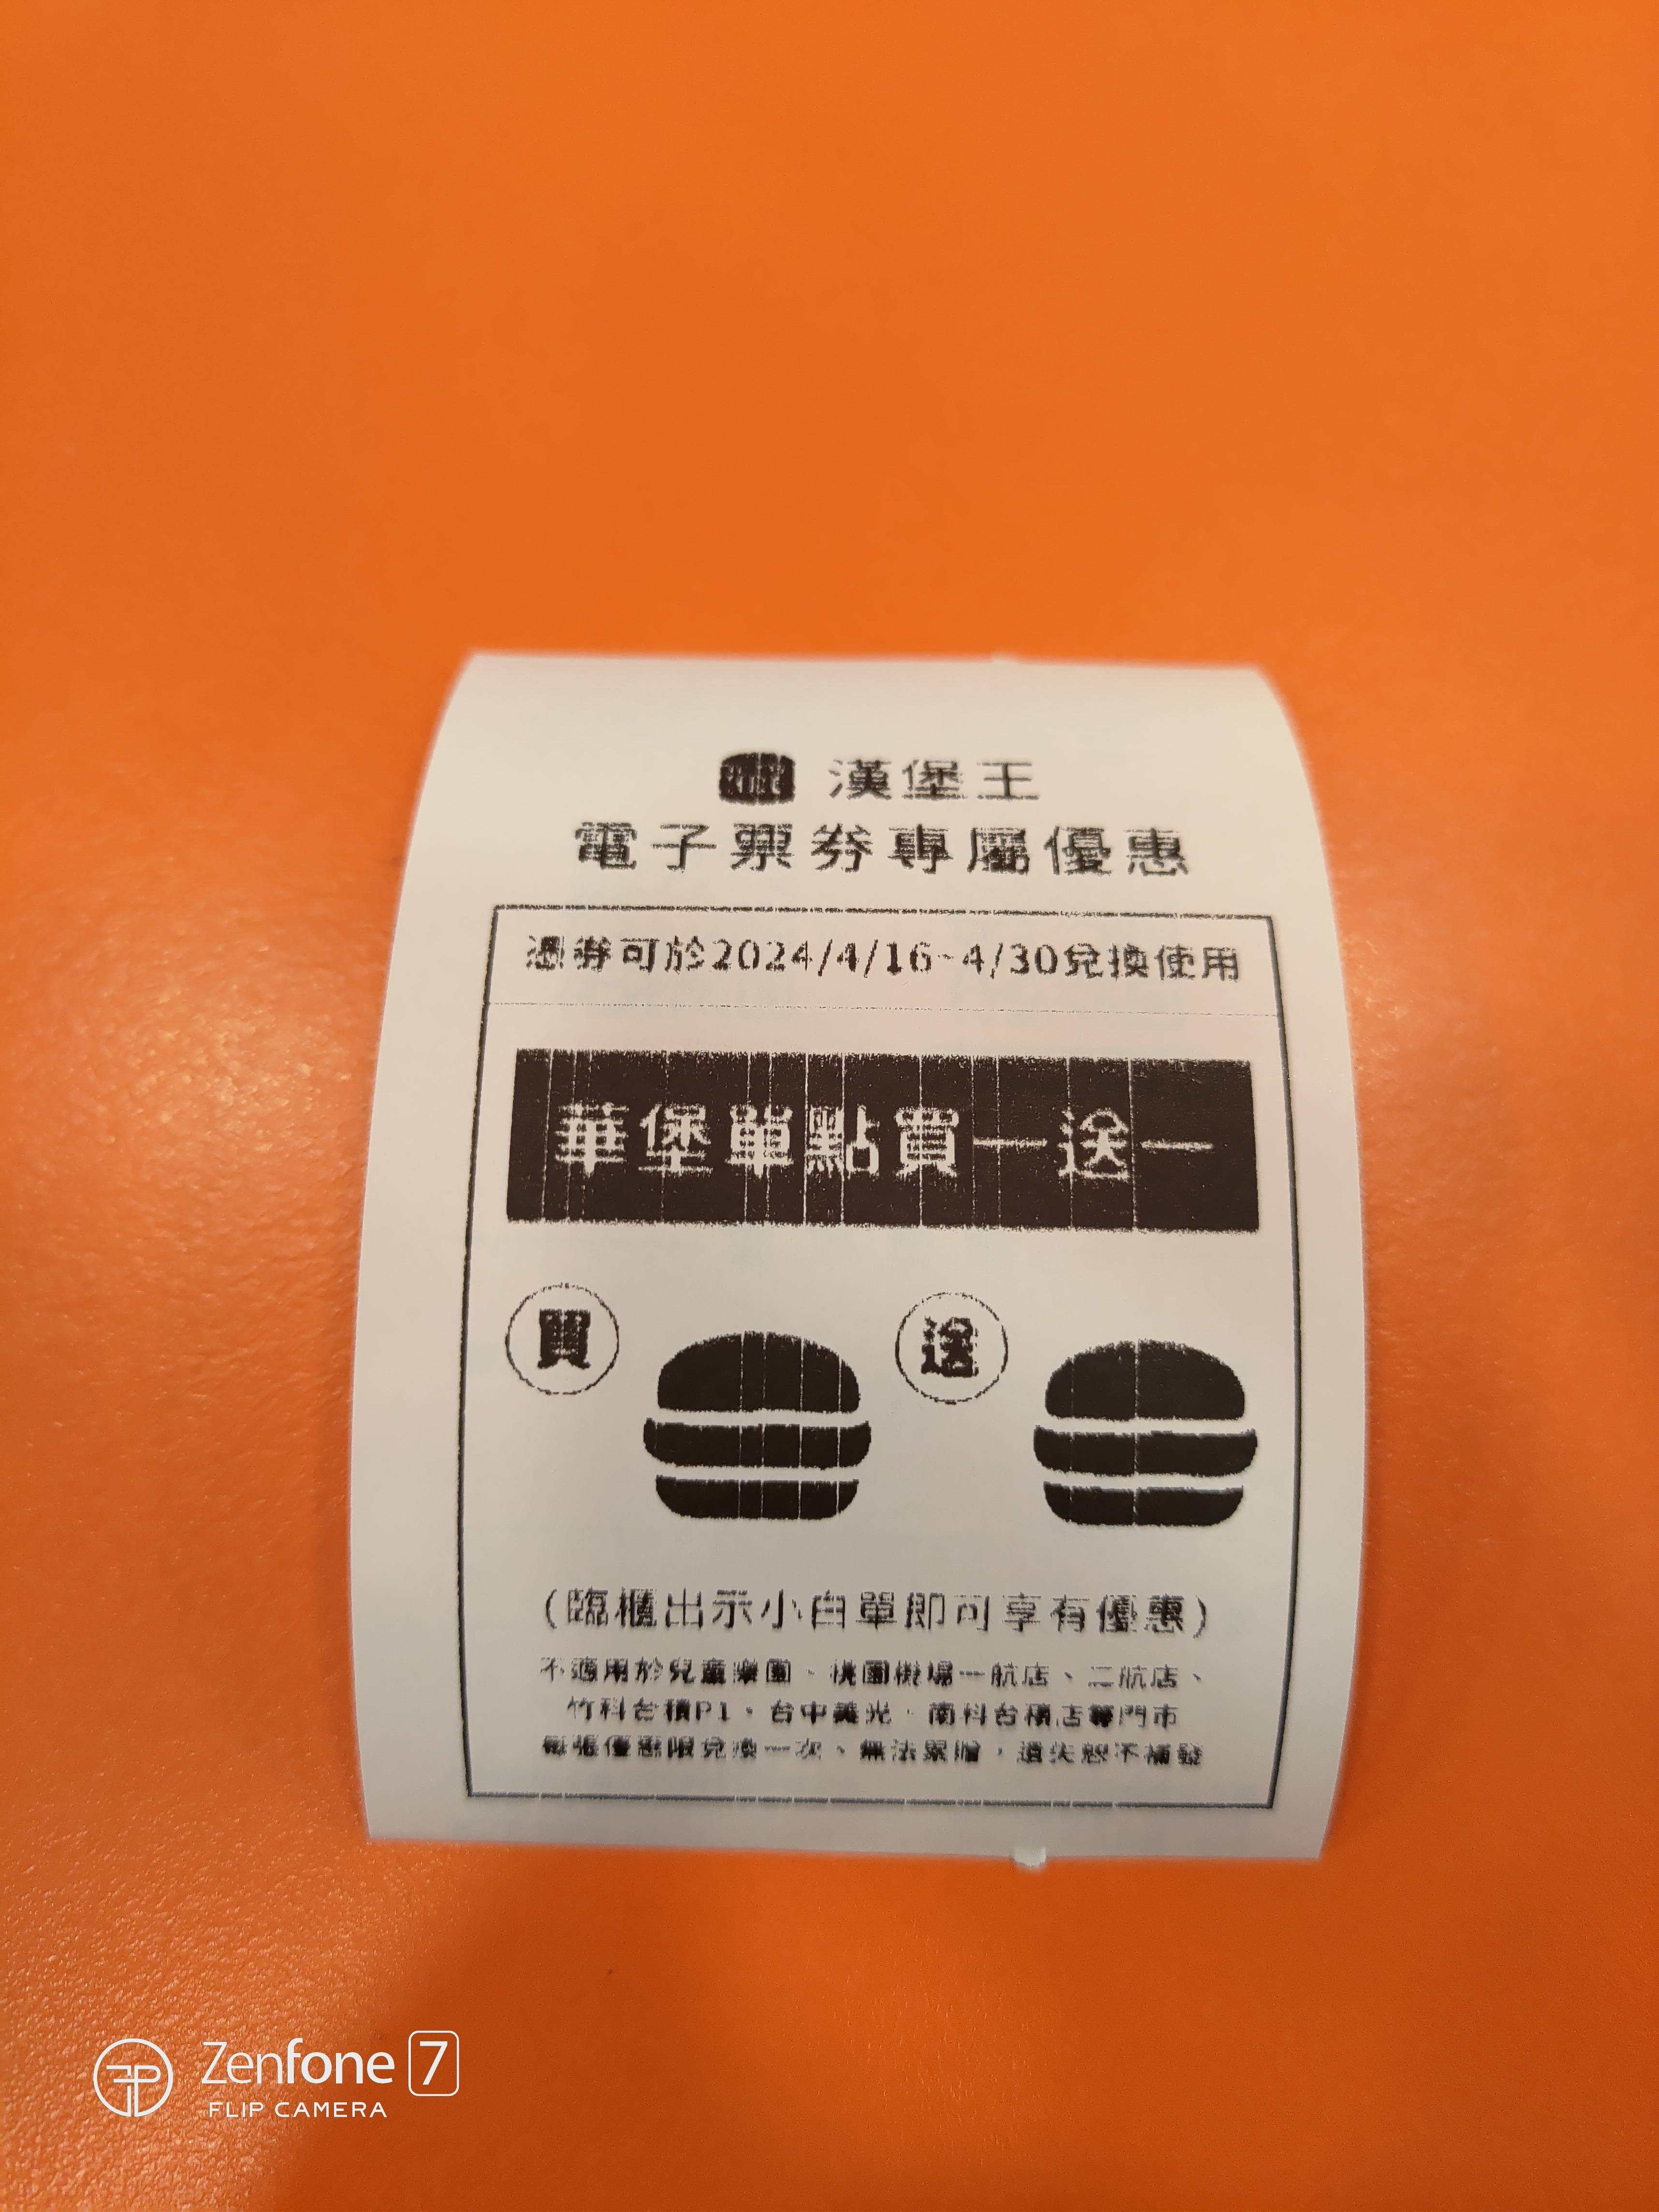 漢堡王
電子票券專屬優惠
憑券可於2024/4/16~4/30兌換使用
華堡單點買一送一
買 送
(臨櫃出示小白單即可享有優惠)
不適用於兒童樂園、桃園機場一航店、二航店、
竹科台積P1、台中義光、南科台積店等門市
每張優惠限兌換一次、無法累贈,遺失恕不補發
Zenfone 7
FLIP CAMERA